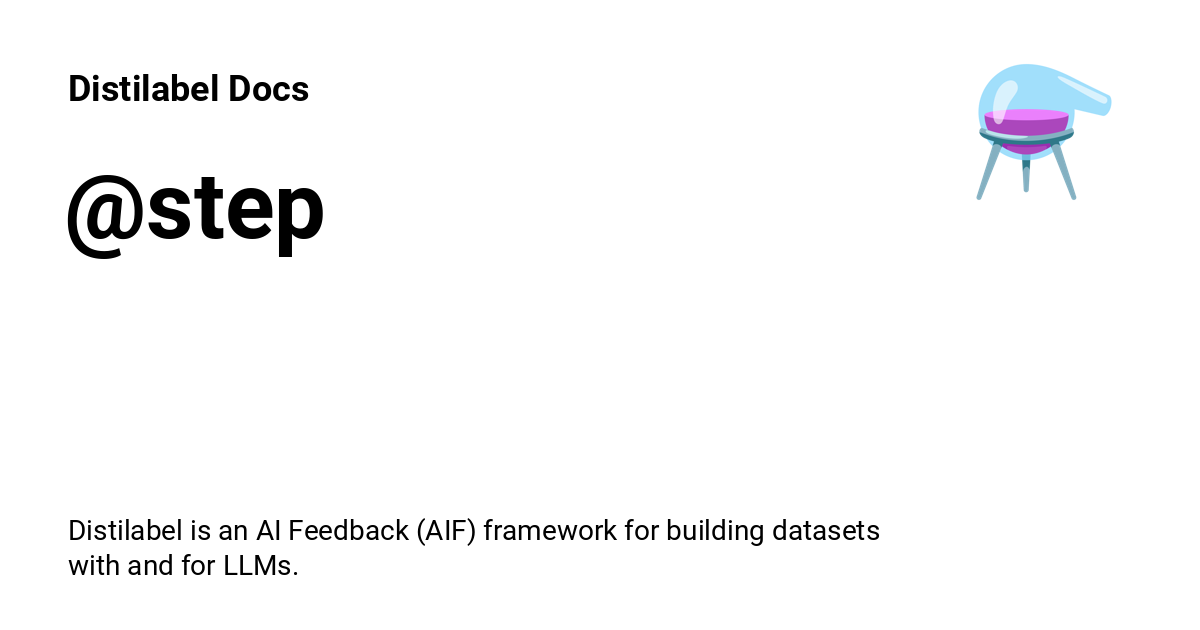 Distilabel Docs
@step
Distilabel is an AI Feedback (AIF) framework for building datasets
with and for LLMs.